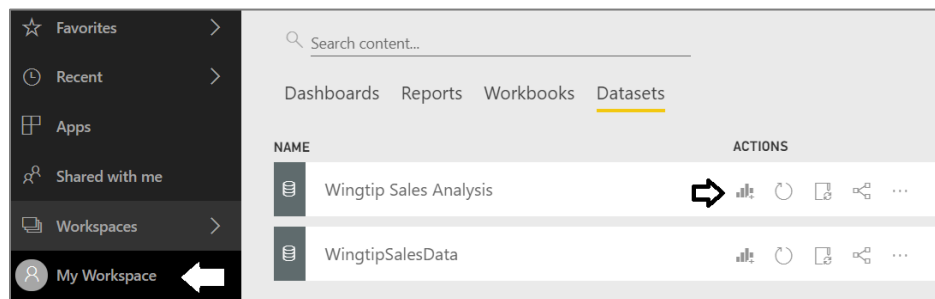 Favorites
Recent
Apps
Shared with me
Workspaces
My Workspace
Search content...
Dashboards Reports Workbooks Datasets
NAME ACTIONS
Wingtip Sales Analysis
WingtipSalesData